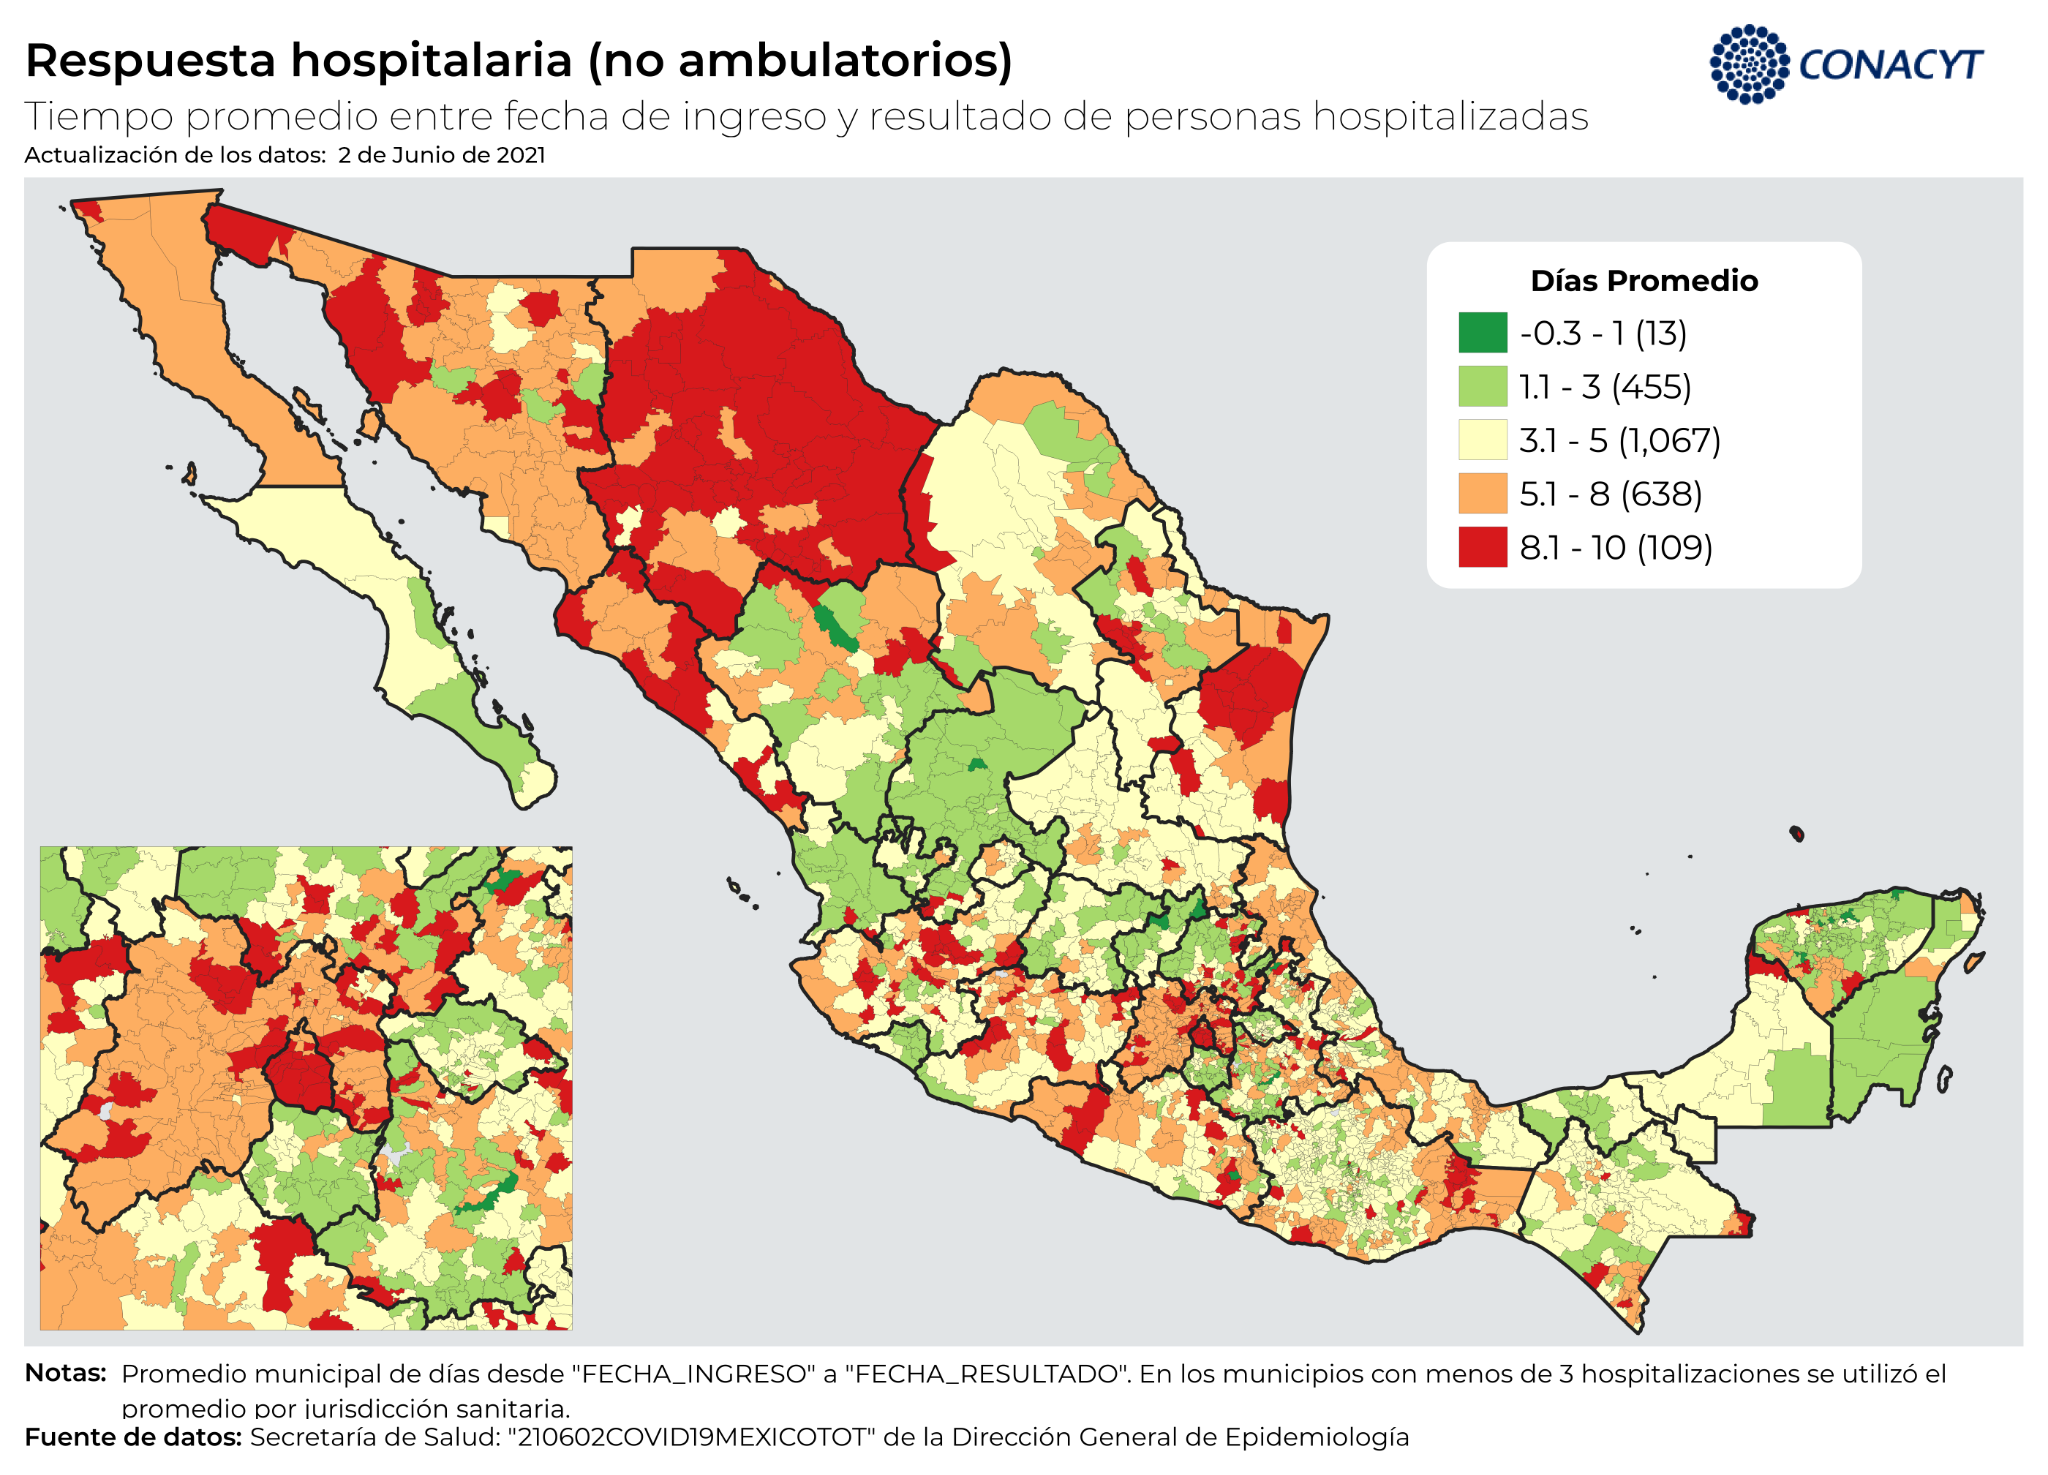 Respuesta hospitalaria (no ambulatorios)
CONACYT
Tiempo promedio entre fecha de ingreso y resultado de personas hospitalizadas
Actualización de los datos: 2 de Junio de 2021
Días Promedio
-0.3 - 1 (13)
1.1 - 3 (455)
3.1 - 5 (1,067)
5.1 - 8 (638)
8.1 - 10 (109)
Notas: Promedio municipal de días desde "FECHA_INGRESO" a "FECHA_RESULTADO". En los municipios con menos de 3 hospitalizaciones se utilizó el
promedio por jurisdicción sanitaria.
Fuente de datos: Secretaría de Salud: "210602COVID19MEXICOTOT" de la Dirección General de Epidemiología